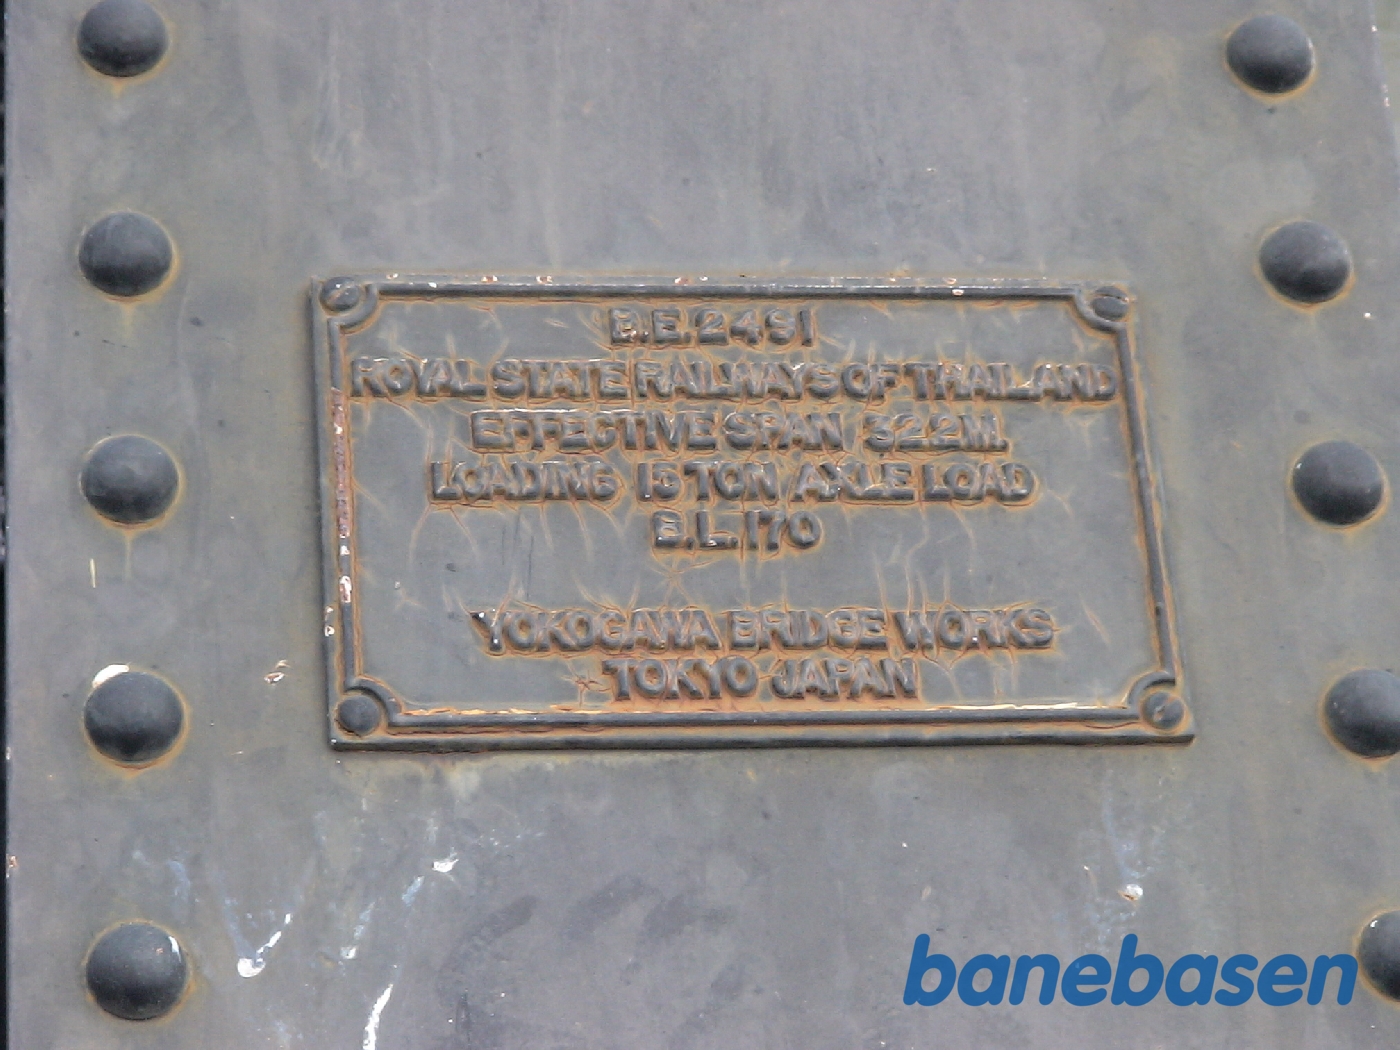 B.E.2491
ROYAL STATE RAILWAYS OF THAILAND
EFFECTIVE SPAN 32.2 M.
LOADING 15 TON AXLE LOAD
B.L.170
YOKOGAWA BRIDGE WORKS
TOKYO JAPAN
banebasen